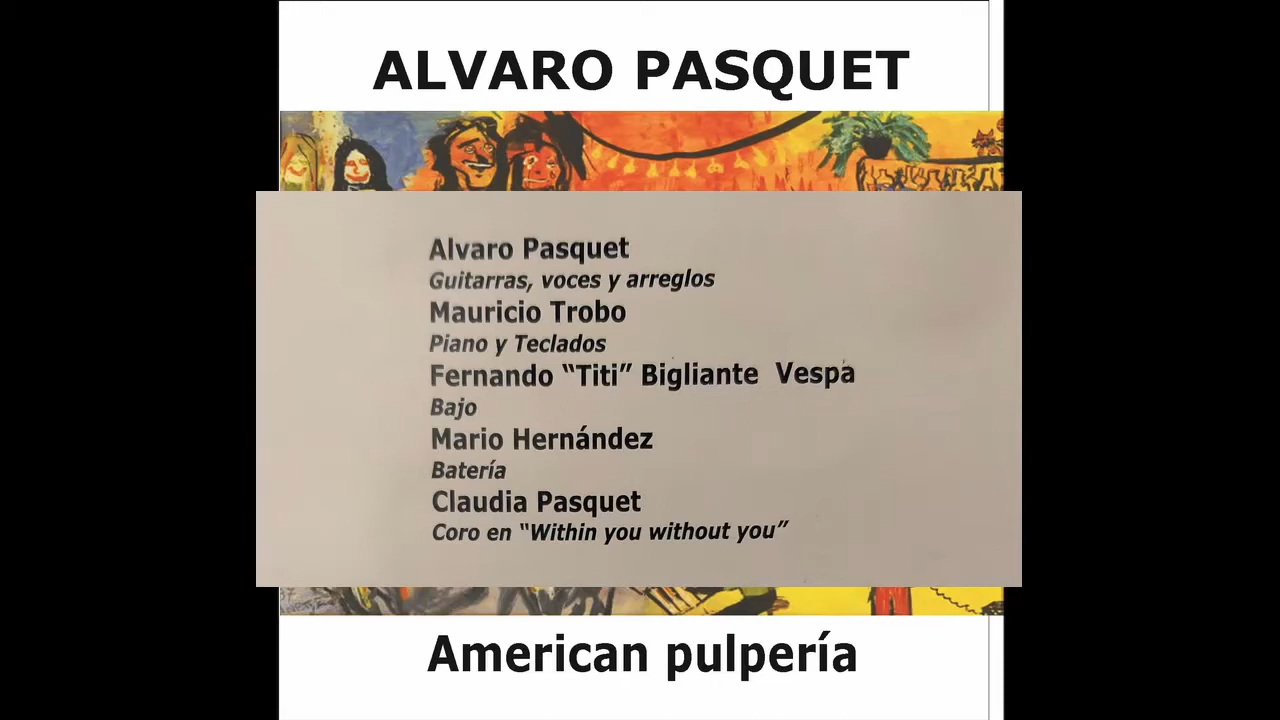 ALVARO PASQUET
Alvaro Pasquet
Guitarras, voces y arreglos
Mauricio Trobo
Piano y Teclados
Fernando “Titi” Bigliante Vespa
Bajo
Mario Hernández
Batería
Claudia Pasquet
Coro en “Within you without you”
American pulpería